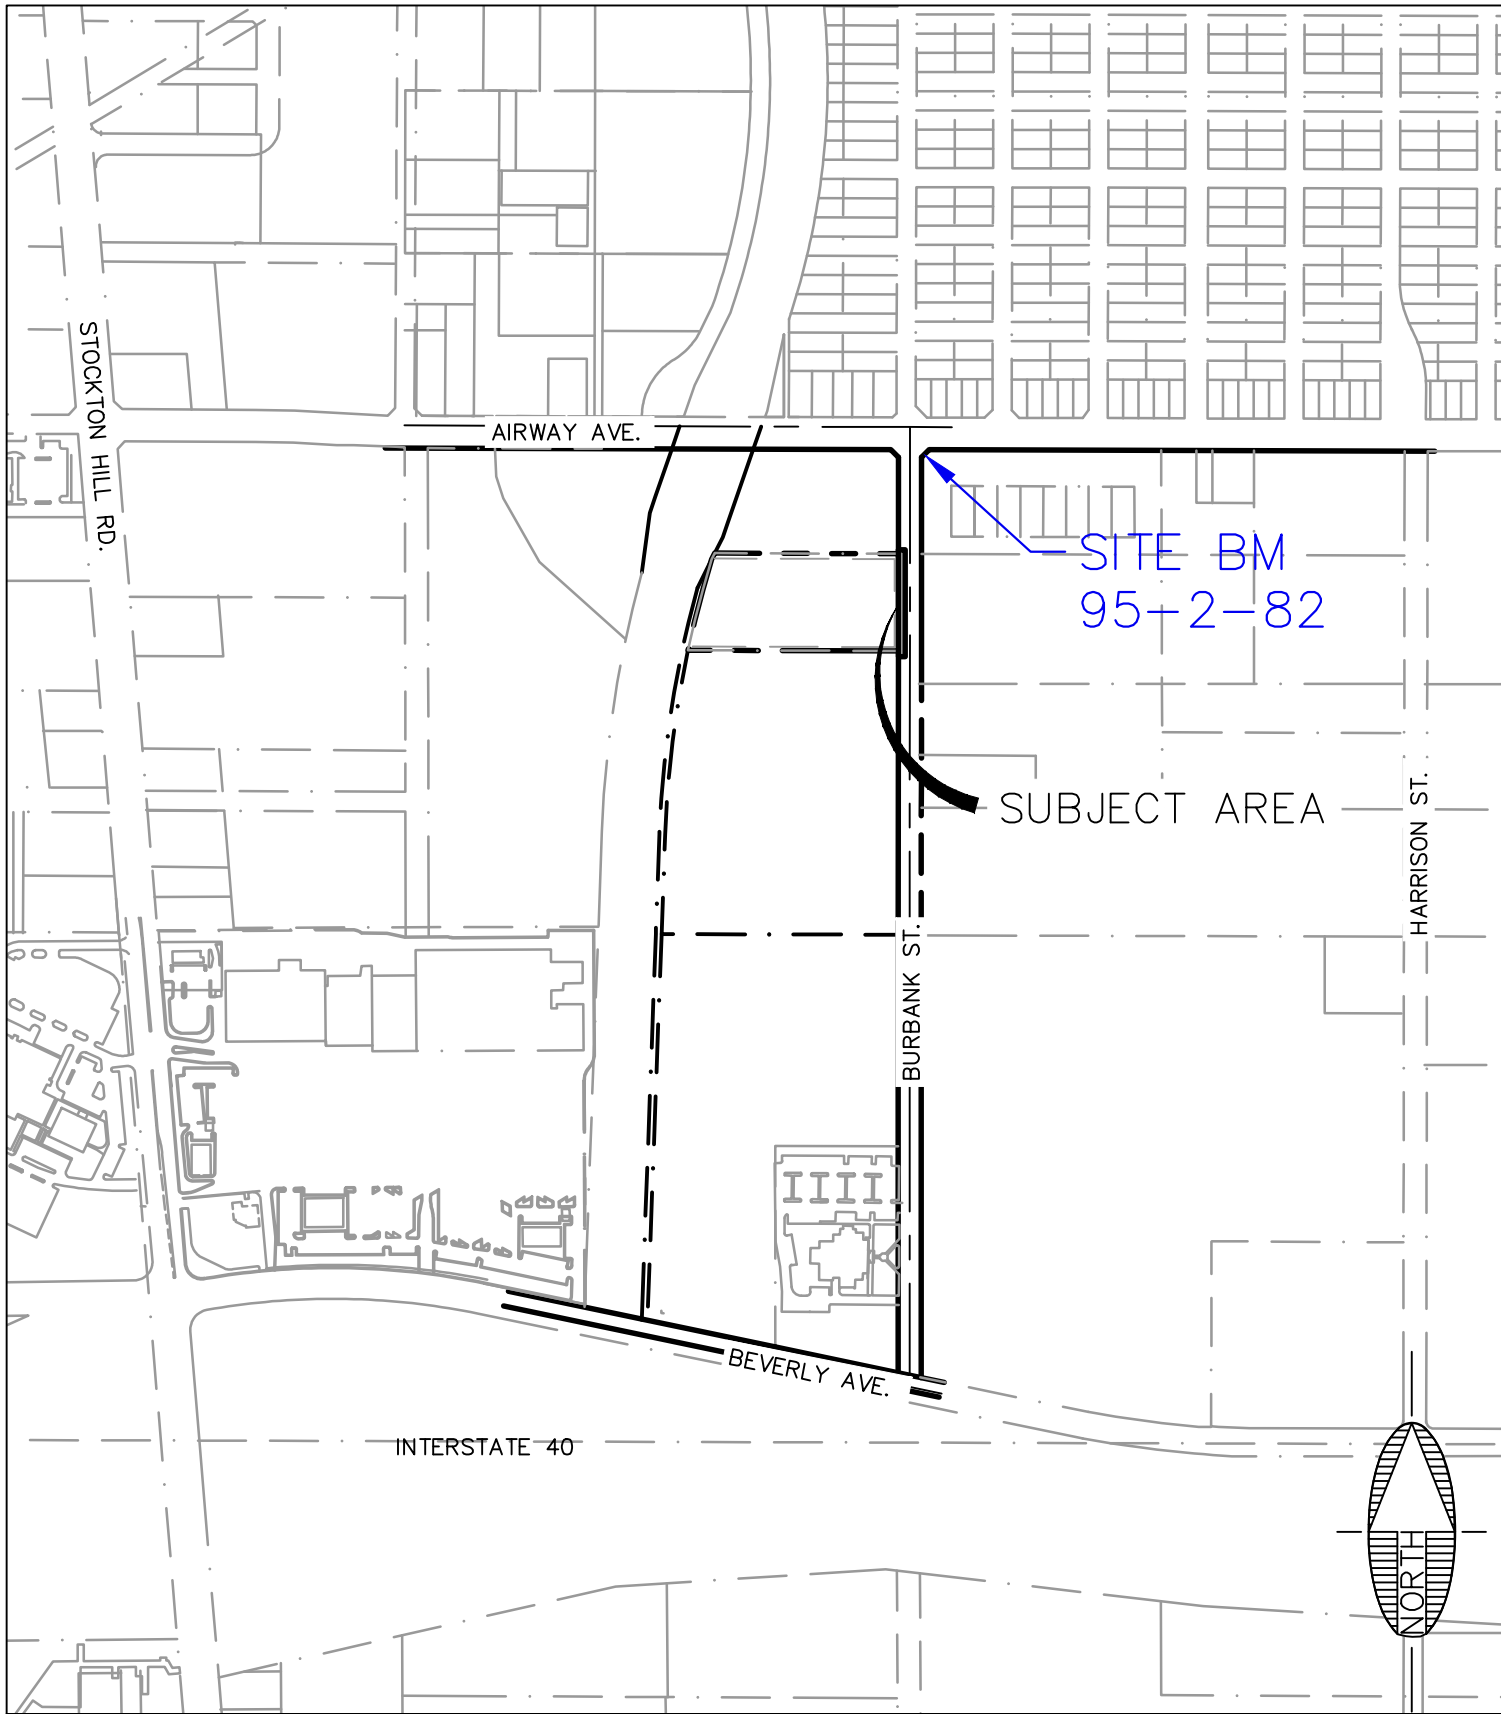 STOCKTON HILL RD.
AIRWAY AVE.
SITE BM
95-2-82
SUBJECT AREA
HARRISON ST.
BURBANK ST.
BEVERLY AVE.
INTERSTATE 40
NORTH